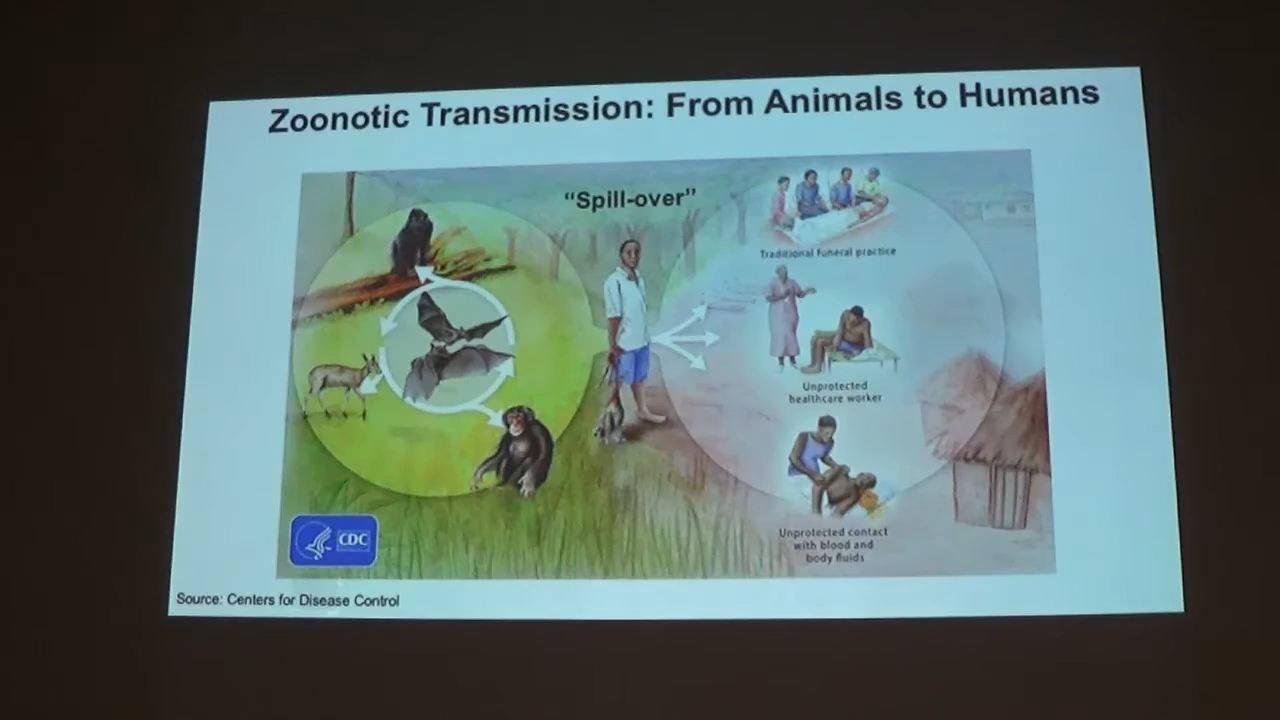 Zoonotic Transmission: From Animals to Humans
“Spill-over”
Traditional funeral practice
Unprotected
healthcare worker
Unprotected contact
with blood and
body fluids
CDC
Source: Centers for Disease Control